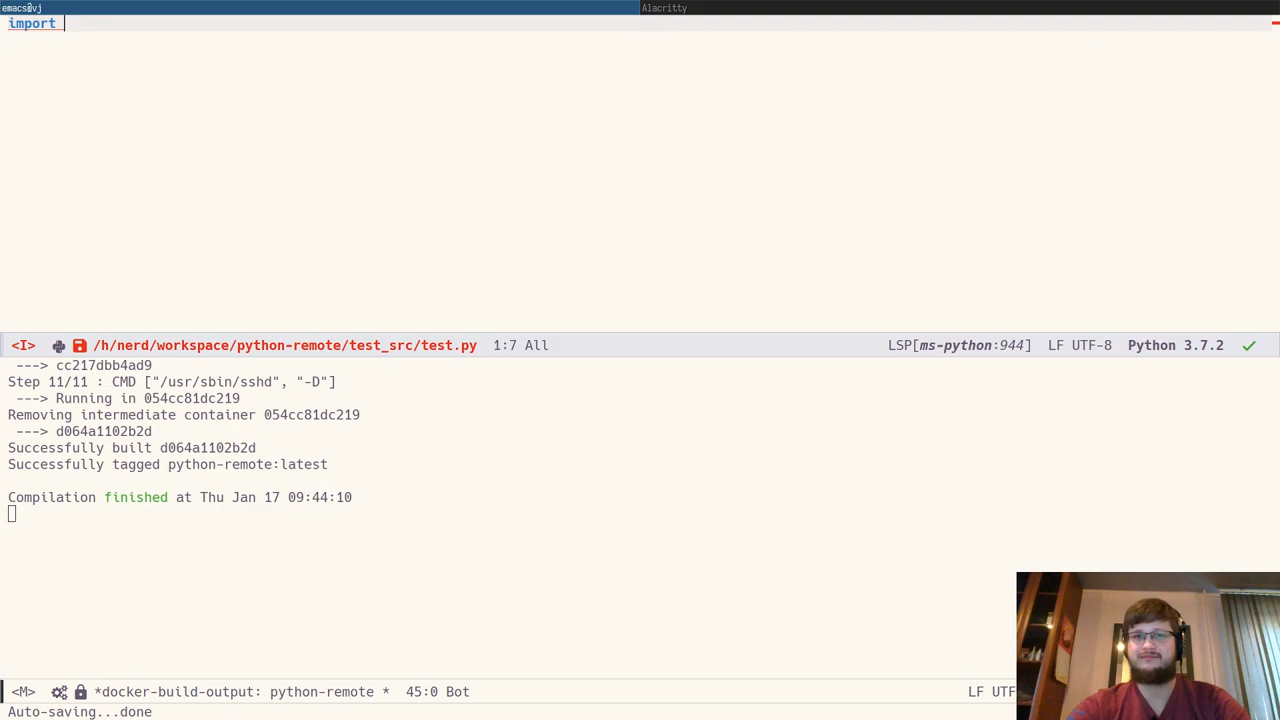 emacs@vj
Alacritty
import
<I> /h/nerd/workspace/python-remote/test_src/test.py 1:7 All LSP[ms-python:944] LF UTF-8 Python 3.7.2
---> cc217dbb4ad9
Step 11/11 : CMD ["/usr/sbin/sshd", "-D"]
---> Running in 054cc81dc219
Removing intermediate container 054cc81dc219
---> d064a1102b2d
Successfully built d064a1102b2d
Successfully tagged python-remote:latest
Compilation finished at Thu Jan 17 09:44:10
<M> *docker-build-output: python-remote * 45:0 Bot LF UTF
Auto-saving...done